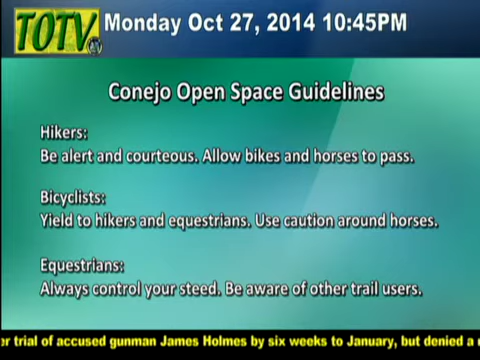 TOTV Monday Oct 27, 2014 10:45PM
TV
Conejo Open Space Guidelines
Hikers:
Be alert and courteous. Allow bikes and horses to pass.
Bicyclists:
Yield to hikers and equestrians. Use caution around horses.
Equestrians:
Always control your steed. Be aware of other trail users.
er trial of accused gunman James Holmes by six weeks to January, but denied a